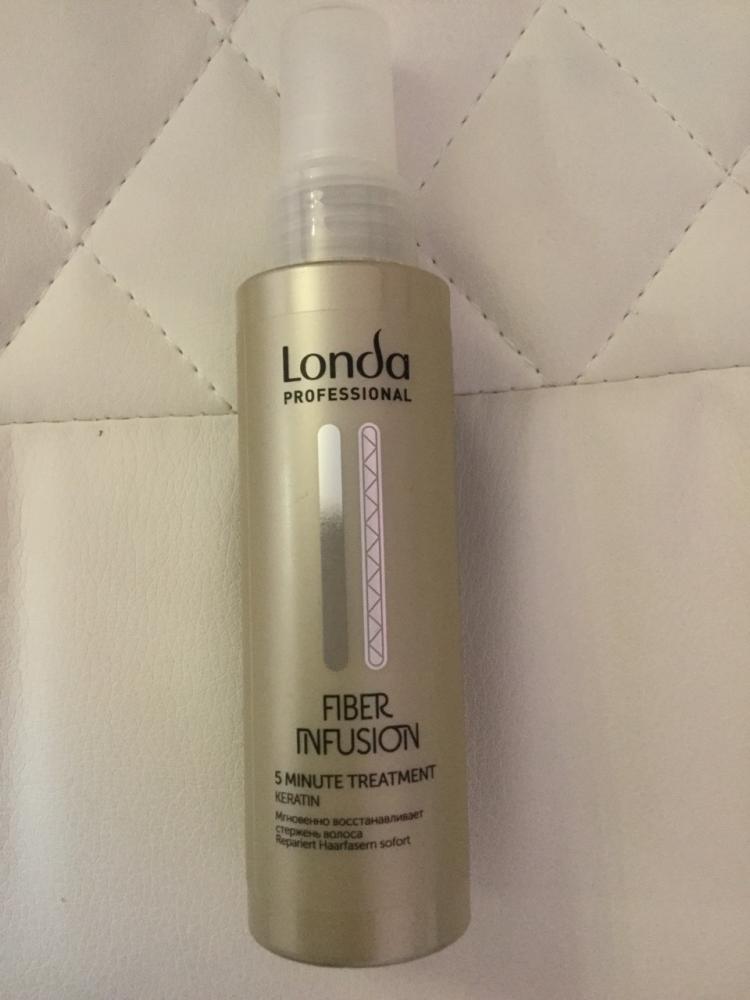 Londa
PROFESSIONAL
FIBER
INFUSION
5 MINUTE TREATMENT
KERATIN
Мгновенно восстанавливает
стержень волоса
Repariert Haarfasern sofort